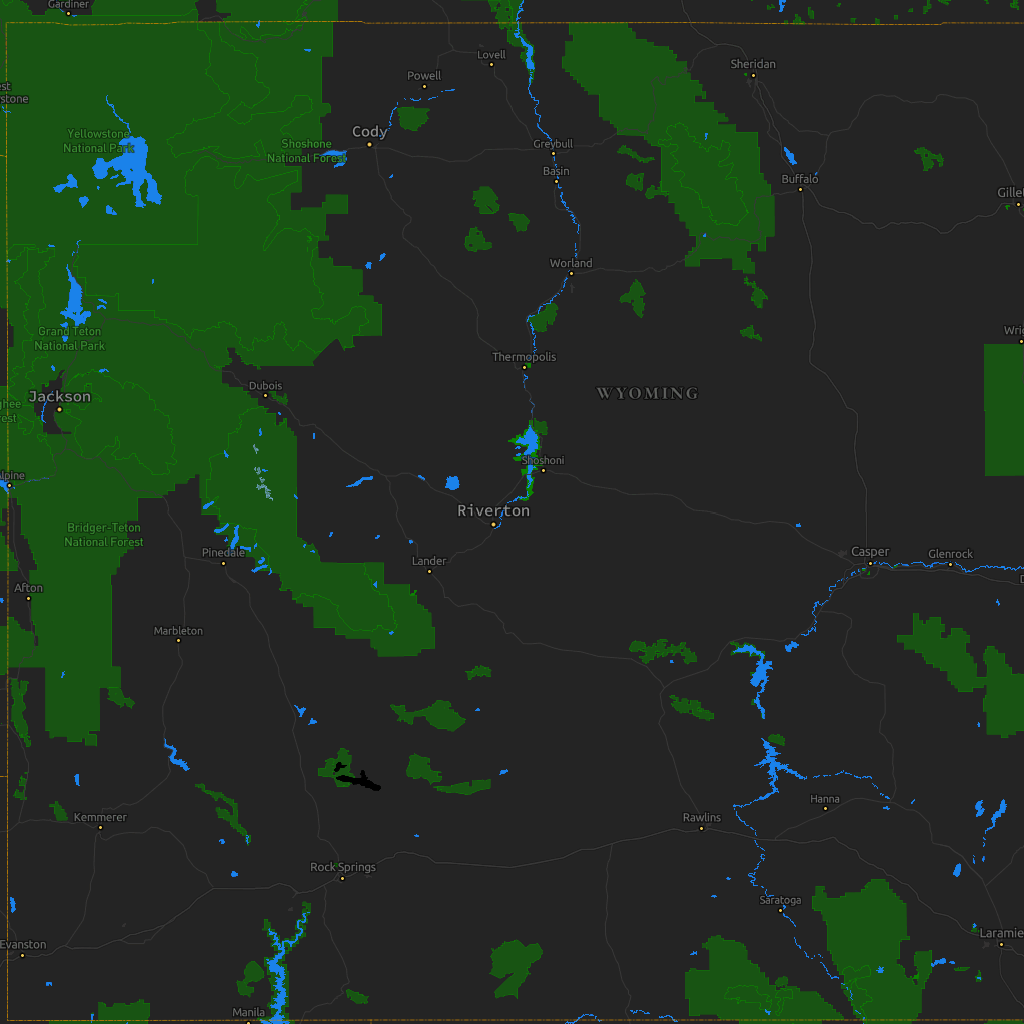 Gardiner
Lovell
Sheridan
Powell
stone
Cody
Yellowstone
National Park
Shoshone
National Forest
Greybull
Basin
Buffalo
Worland
Grand Teton
National Park
Thermopolis
Dubois
WYOMING
Jackson
Shoshoni
Riverton
Bridger-Teton
National Forest
Pinedale
Lander
Casper
Glenrock
Afton
Marbleton
Kemmerer
Hanna
Rawlins
Rock Springs
Saratoga
Evanston
Laramie
Manila